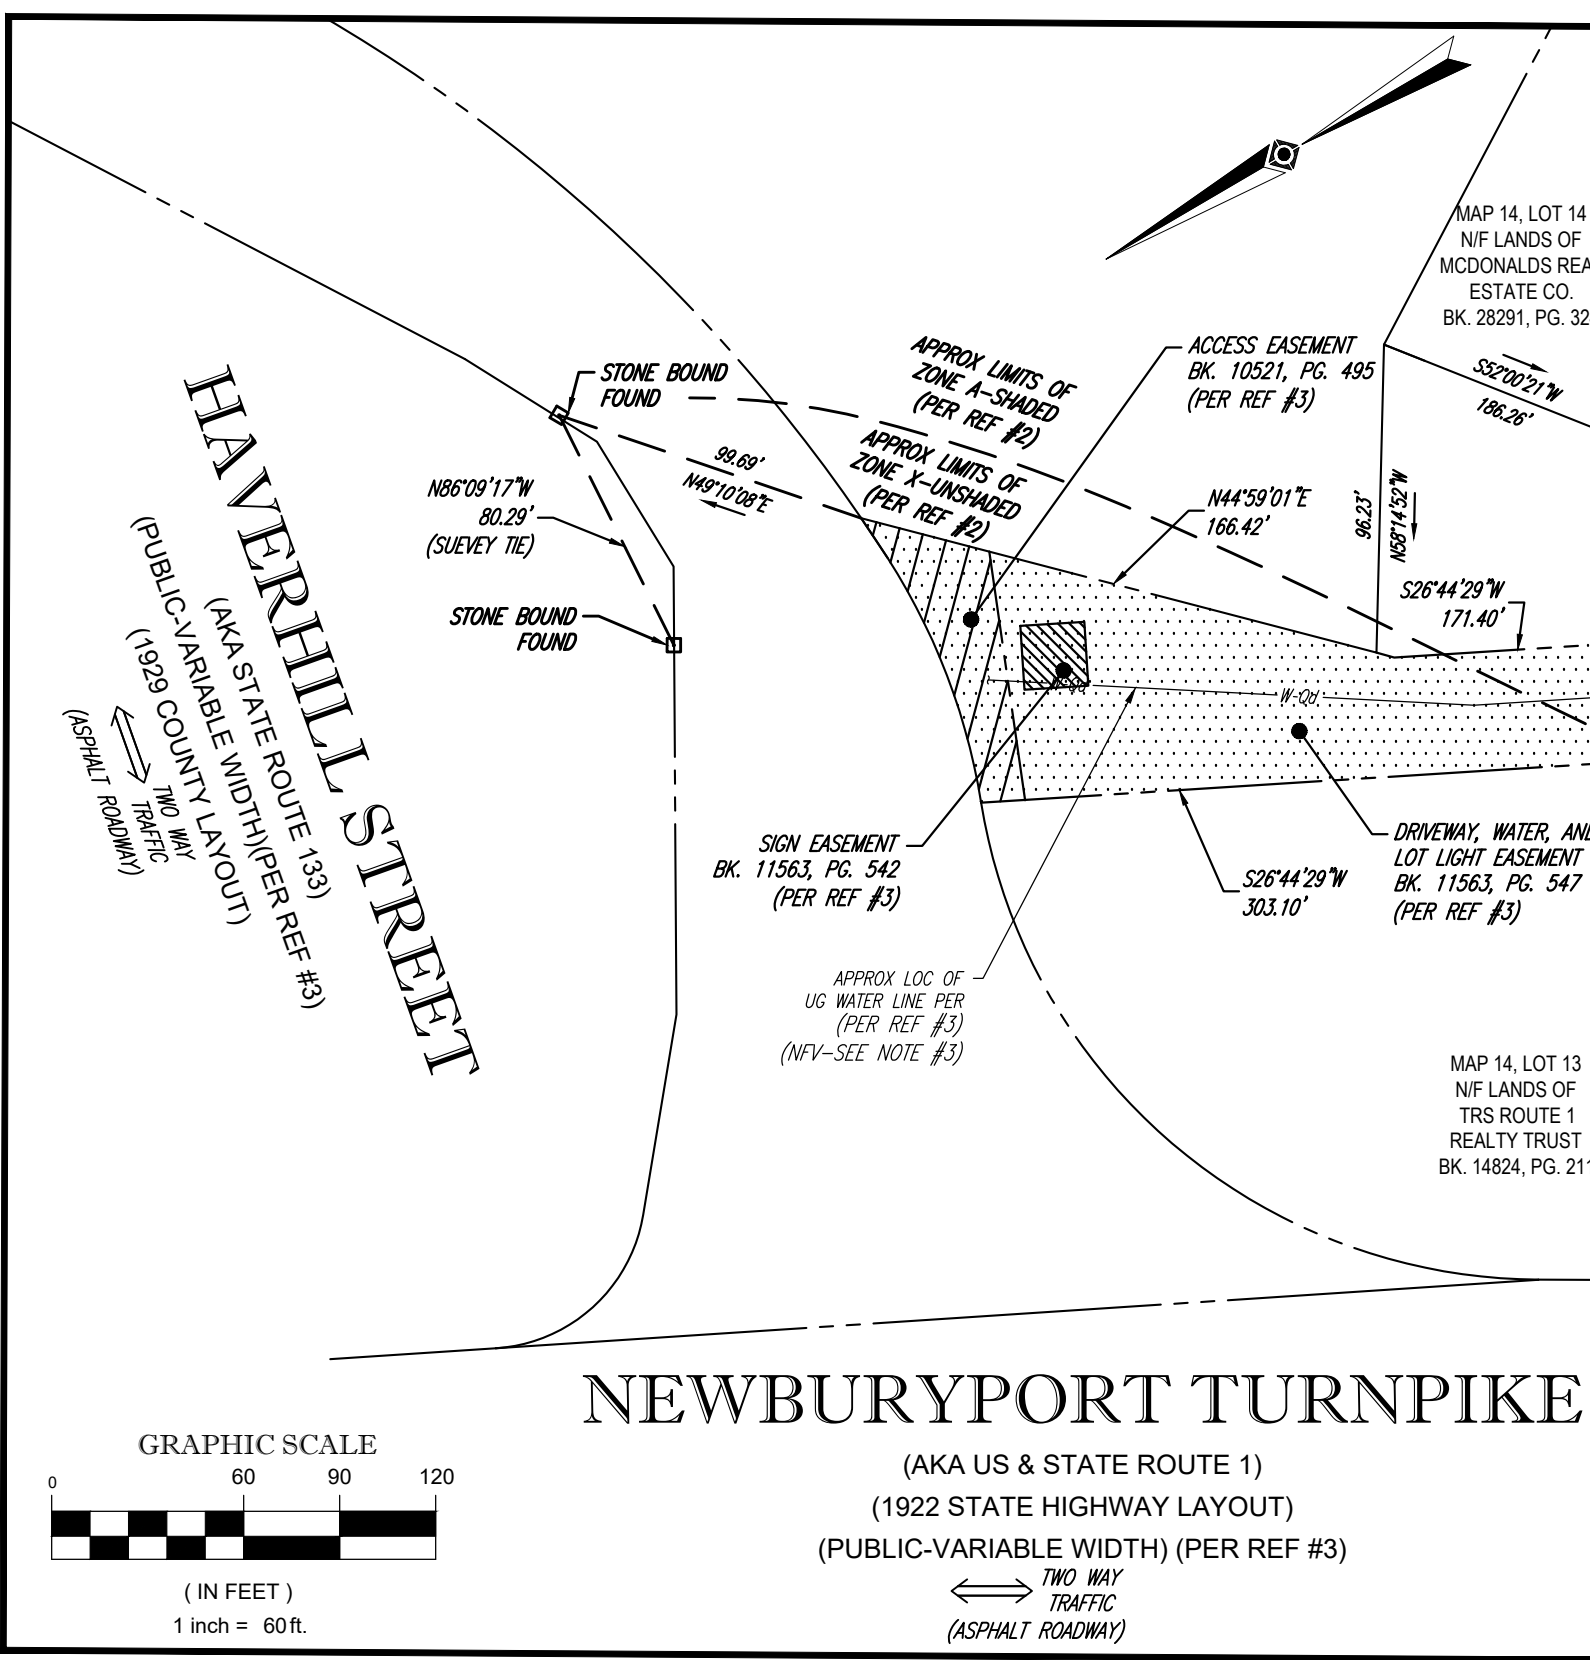 MAP 14, LOT 14
N/F LANDS OF
MCDONALDS REA
ESTATE CO.
BK. 28291, PG. 32
ACCESS EASEMENT
BK. 10521, PG. 495
(PER REF #3)
APPROX LIMITS OF
ZONE A-SHADED
(PER REF #2)
APPROX LIMITS OF
ZONE X-UNSHADED
(PER REF #2)
STONE BOUND
FOUND
S52°00'21"W
186.26'
99.69'
N49°10'08"E
N86°09'17"W
80.29'
(SUEVEY TIE)
N44°59'01"E
166.42'
96.23'
N58°14'52"W
S26°44'29"W
171.40'
STONE BOUND
FOUND
HAVERHILL STREET
(AKA STATE ROUTE 133)
(PUBLIC-VARIABLE WIDTH)(PER REF #3)
(1929 COUNTY LAYOUT)
TWO WAY
TRAFFIC
(ASPHALT ROADWAY)
W-Qd
W-Qd
SIGN EASEMENT
BK. 11563, PG. 542
(PER REF #3)
S26°44'29"W
303.10'
DRIVEWAY, WATER, AND
LOT LIGHT EASEMENT
BK. 11563, PG. 547
(PER REF #3)
APPROX LOC OF
UG WATER LINE PER
(PER REF #3)
(NFV-SEE NOTE #3)
MAP 14, LOT 13
N/F LANDS OF
TRS ROUTE 1
REALTY TRUST
BK. 14824, PG. 211
NEWBURYPORT TURNPIKE
(AKA US & STATE ROUTE 1)
(1922 STATE HIGHWAY LAYOUT)
(PUBLIC-VARIABLE WIDTH) (PER REF #3)
TWO WAY
TRAFFIC
(ASPHALT ROADWAY)
GRAPHIC SCALE
0 60 90 120
( IN FEET )
1 inch = 60 ft.